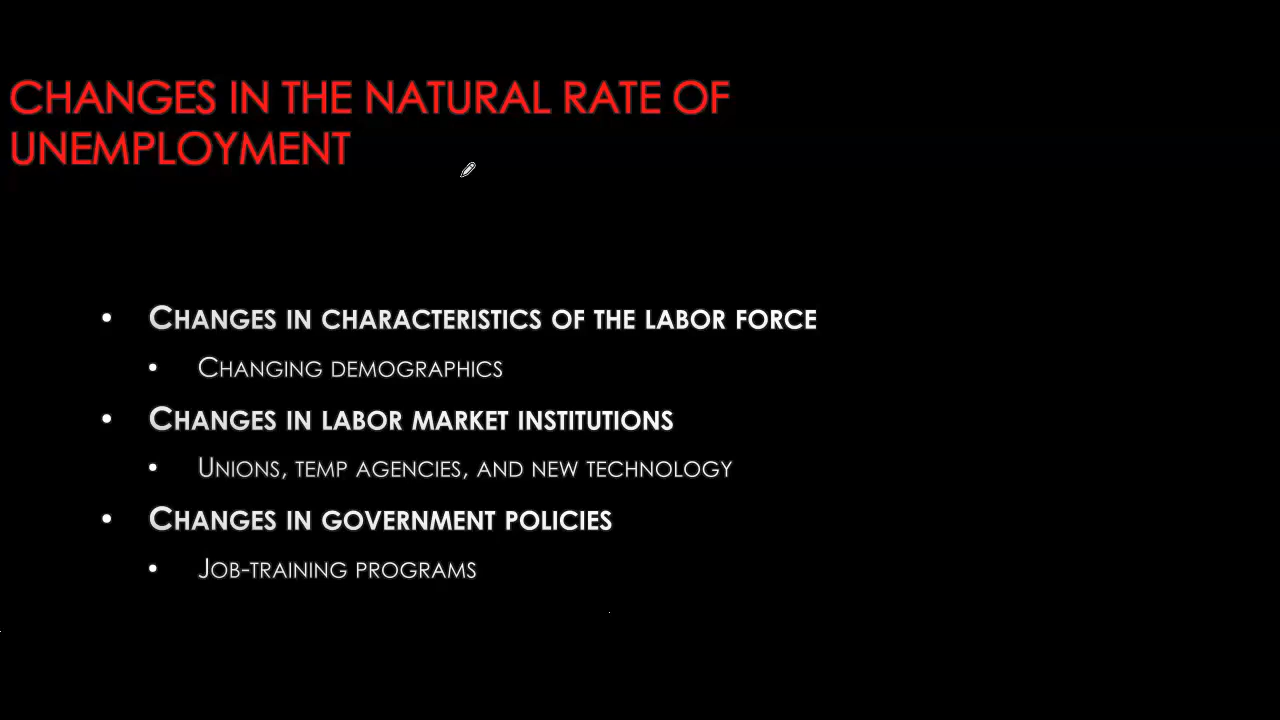 CHANGES IN THE NATURAL RATE OF
UNEMPLOYMENT
• CHANGES IN CHARACTERISTICS OF THE LABOR FORCE
• CHANGING DEMOGRAPHICS
• CHANGES IN LABOR MARKET INSTITUTIONS
• UNIONS, TEMP AGENCIES, AND NEW TECHNOLOGY
• CHANGES IN GOVERNMENT POLICIES
• JOB-TRAINING PROGRAMS